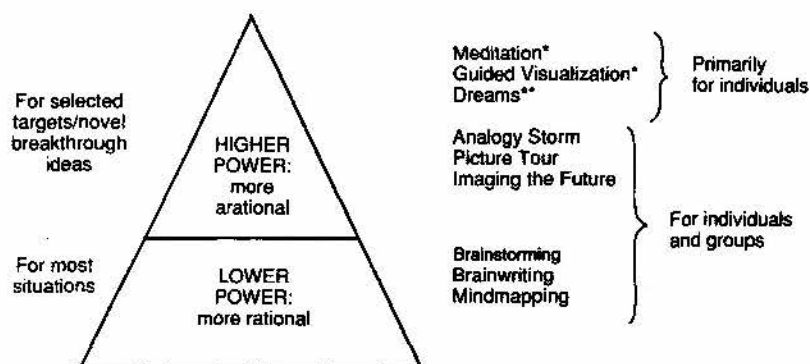 For selected
targets/novel
breakthrough
ideas
For most
situations
HIGHER
POWER:
more
arational
LOWER
POWER:
more rational
Meditation*
Guided Visualization*
Dreams**
Analogy Storm
Picture Tour
Imaging the Future
Brainstorming
Brainwriting
Mindmapping
Primarily
for individuals
For individuals
and groups